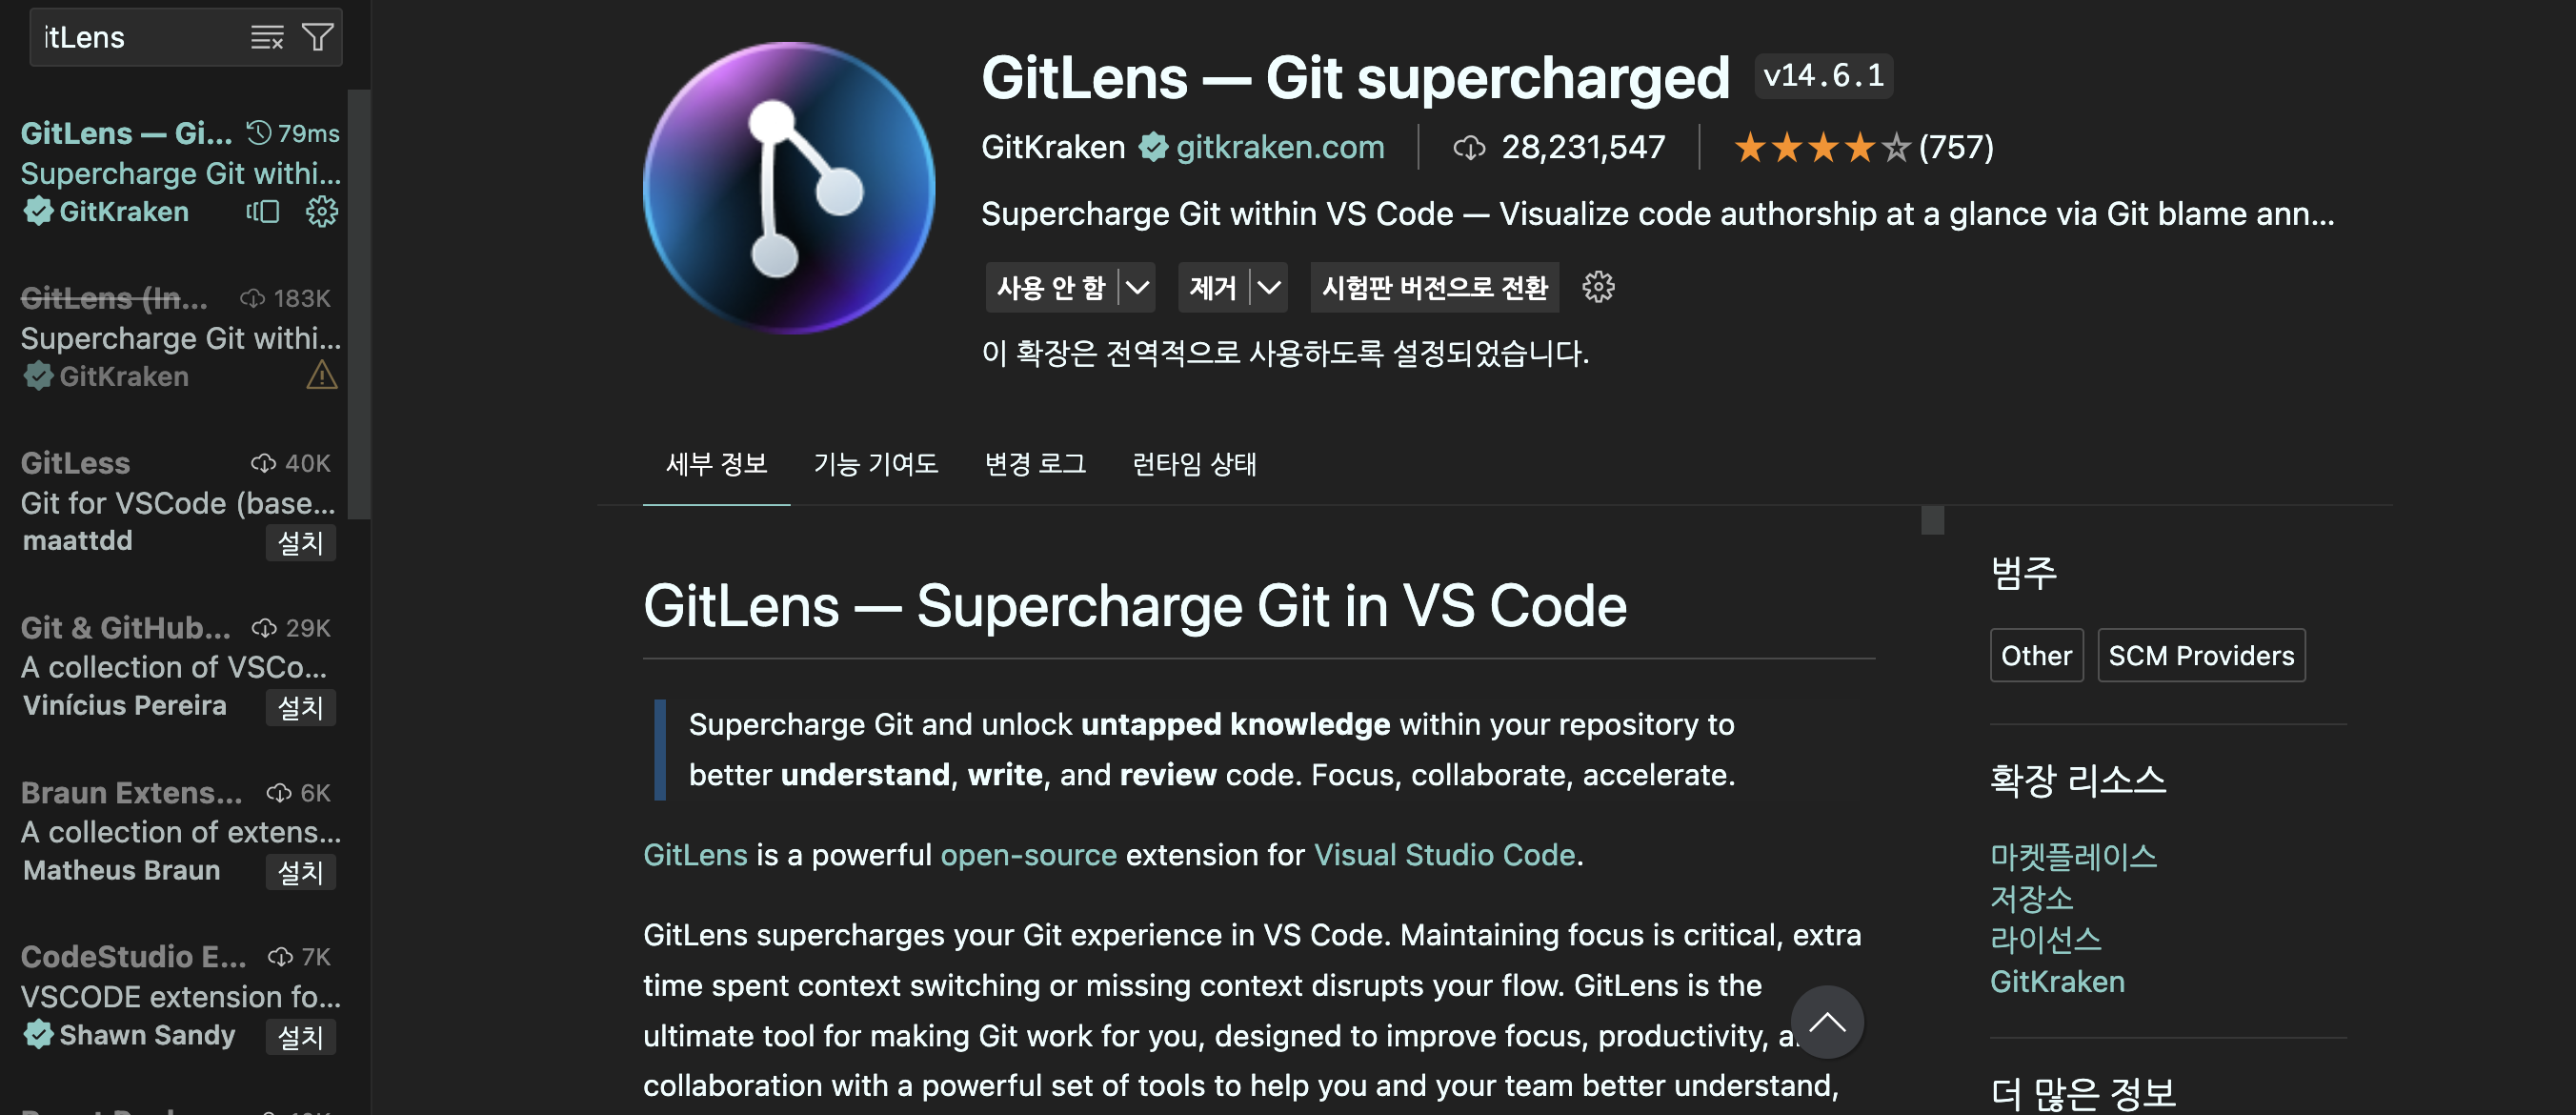 itLens
GitLens — Gi... 79ms
Supercharge Git withi...
GitKraken
GitLens (In... 183K
Supercharge Git withi...
GitKraken
GitLess 40K
Git for VSCode (base...
maattdd 설치
Git & GitHub... 29K
A collection of VSCo...
Vinícius Pereira 설치
Braun Extens... 6K
A collection of extens...
Matheus Braun 설치
CodeStudio E... 7K
VSCODE extension fo...
Shawn Sandy 설치
GitLens — Git supercharged v14.6.1
GitKraken gitkraken.com 28,231,547 (757)
Supercharge Git within VS Code — Visualize code authorship at a glance via Git blame ann...
사용 안 함 제거 시험판 버전으로 전환
이 확장은 전역적으로 사용하도록 설정되었습니다.
세부 정보 기능 기여도 변경 로그 런타임 상태
GitLens — Supercharge Git in VS Code
Supercharge Git and unlock untapped knowledge within your repository to
better understand, write, and review code. Focus, collaborate, accelerate.
GitLens is a powerful open-source extension for Visual Studio Code.
GitLens supercharges your Git experience in VS Code. Maintaining focus is critical, extra
time spent context switching or missing context disrupts your flow. GitLens is the
ultimate tool for making Git work for you, designed to improve focus, productivity,
collaboration with a powerful set of tools to help you and your team better understand,
범주
Other SCM Providers
확장 리소스
마켓플레이스
저장소
라이선스
GitKraken
더 많은 정보